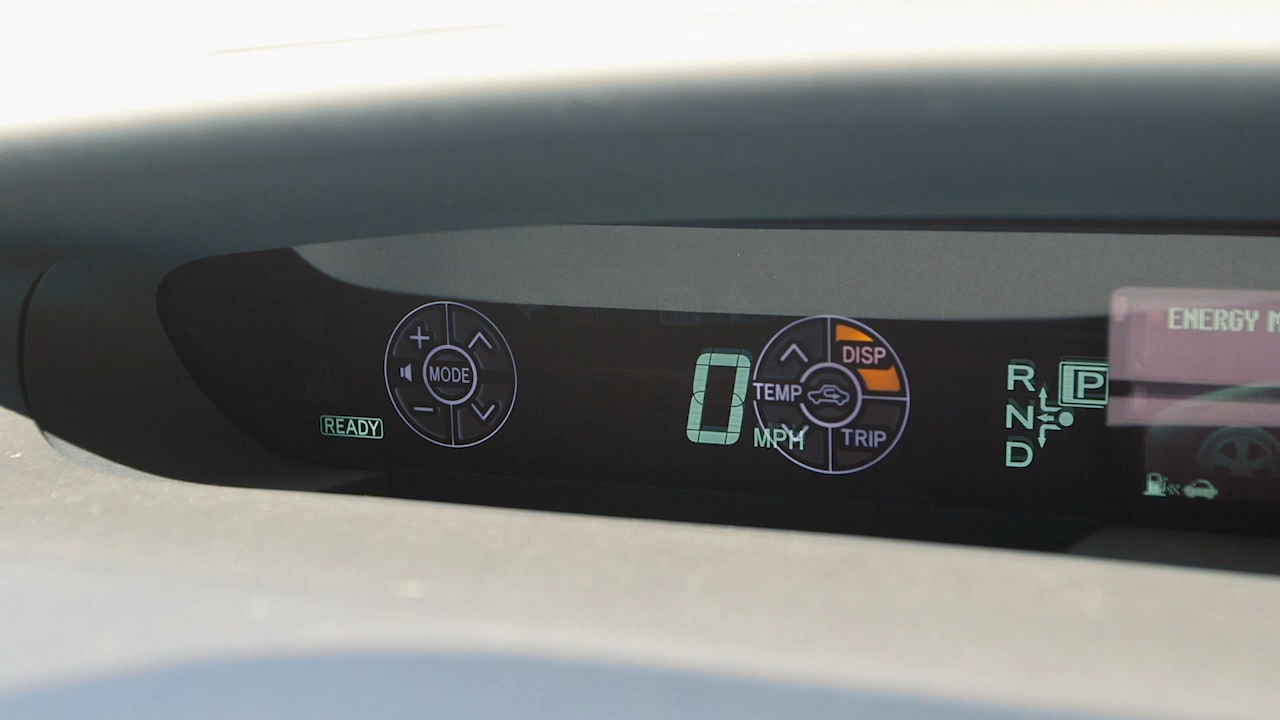 READY
+
MODE
−
0
MPH
DISP
TEMP
TRIP
R
N
D
P
ENERGY M